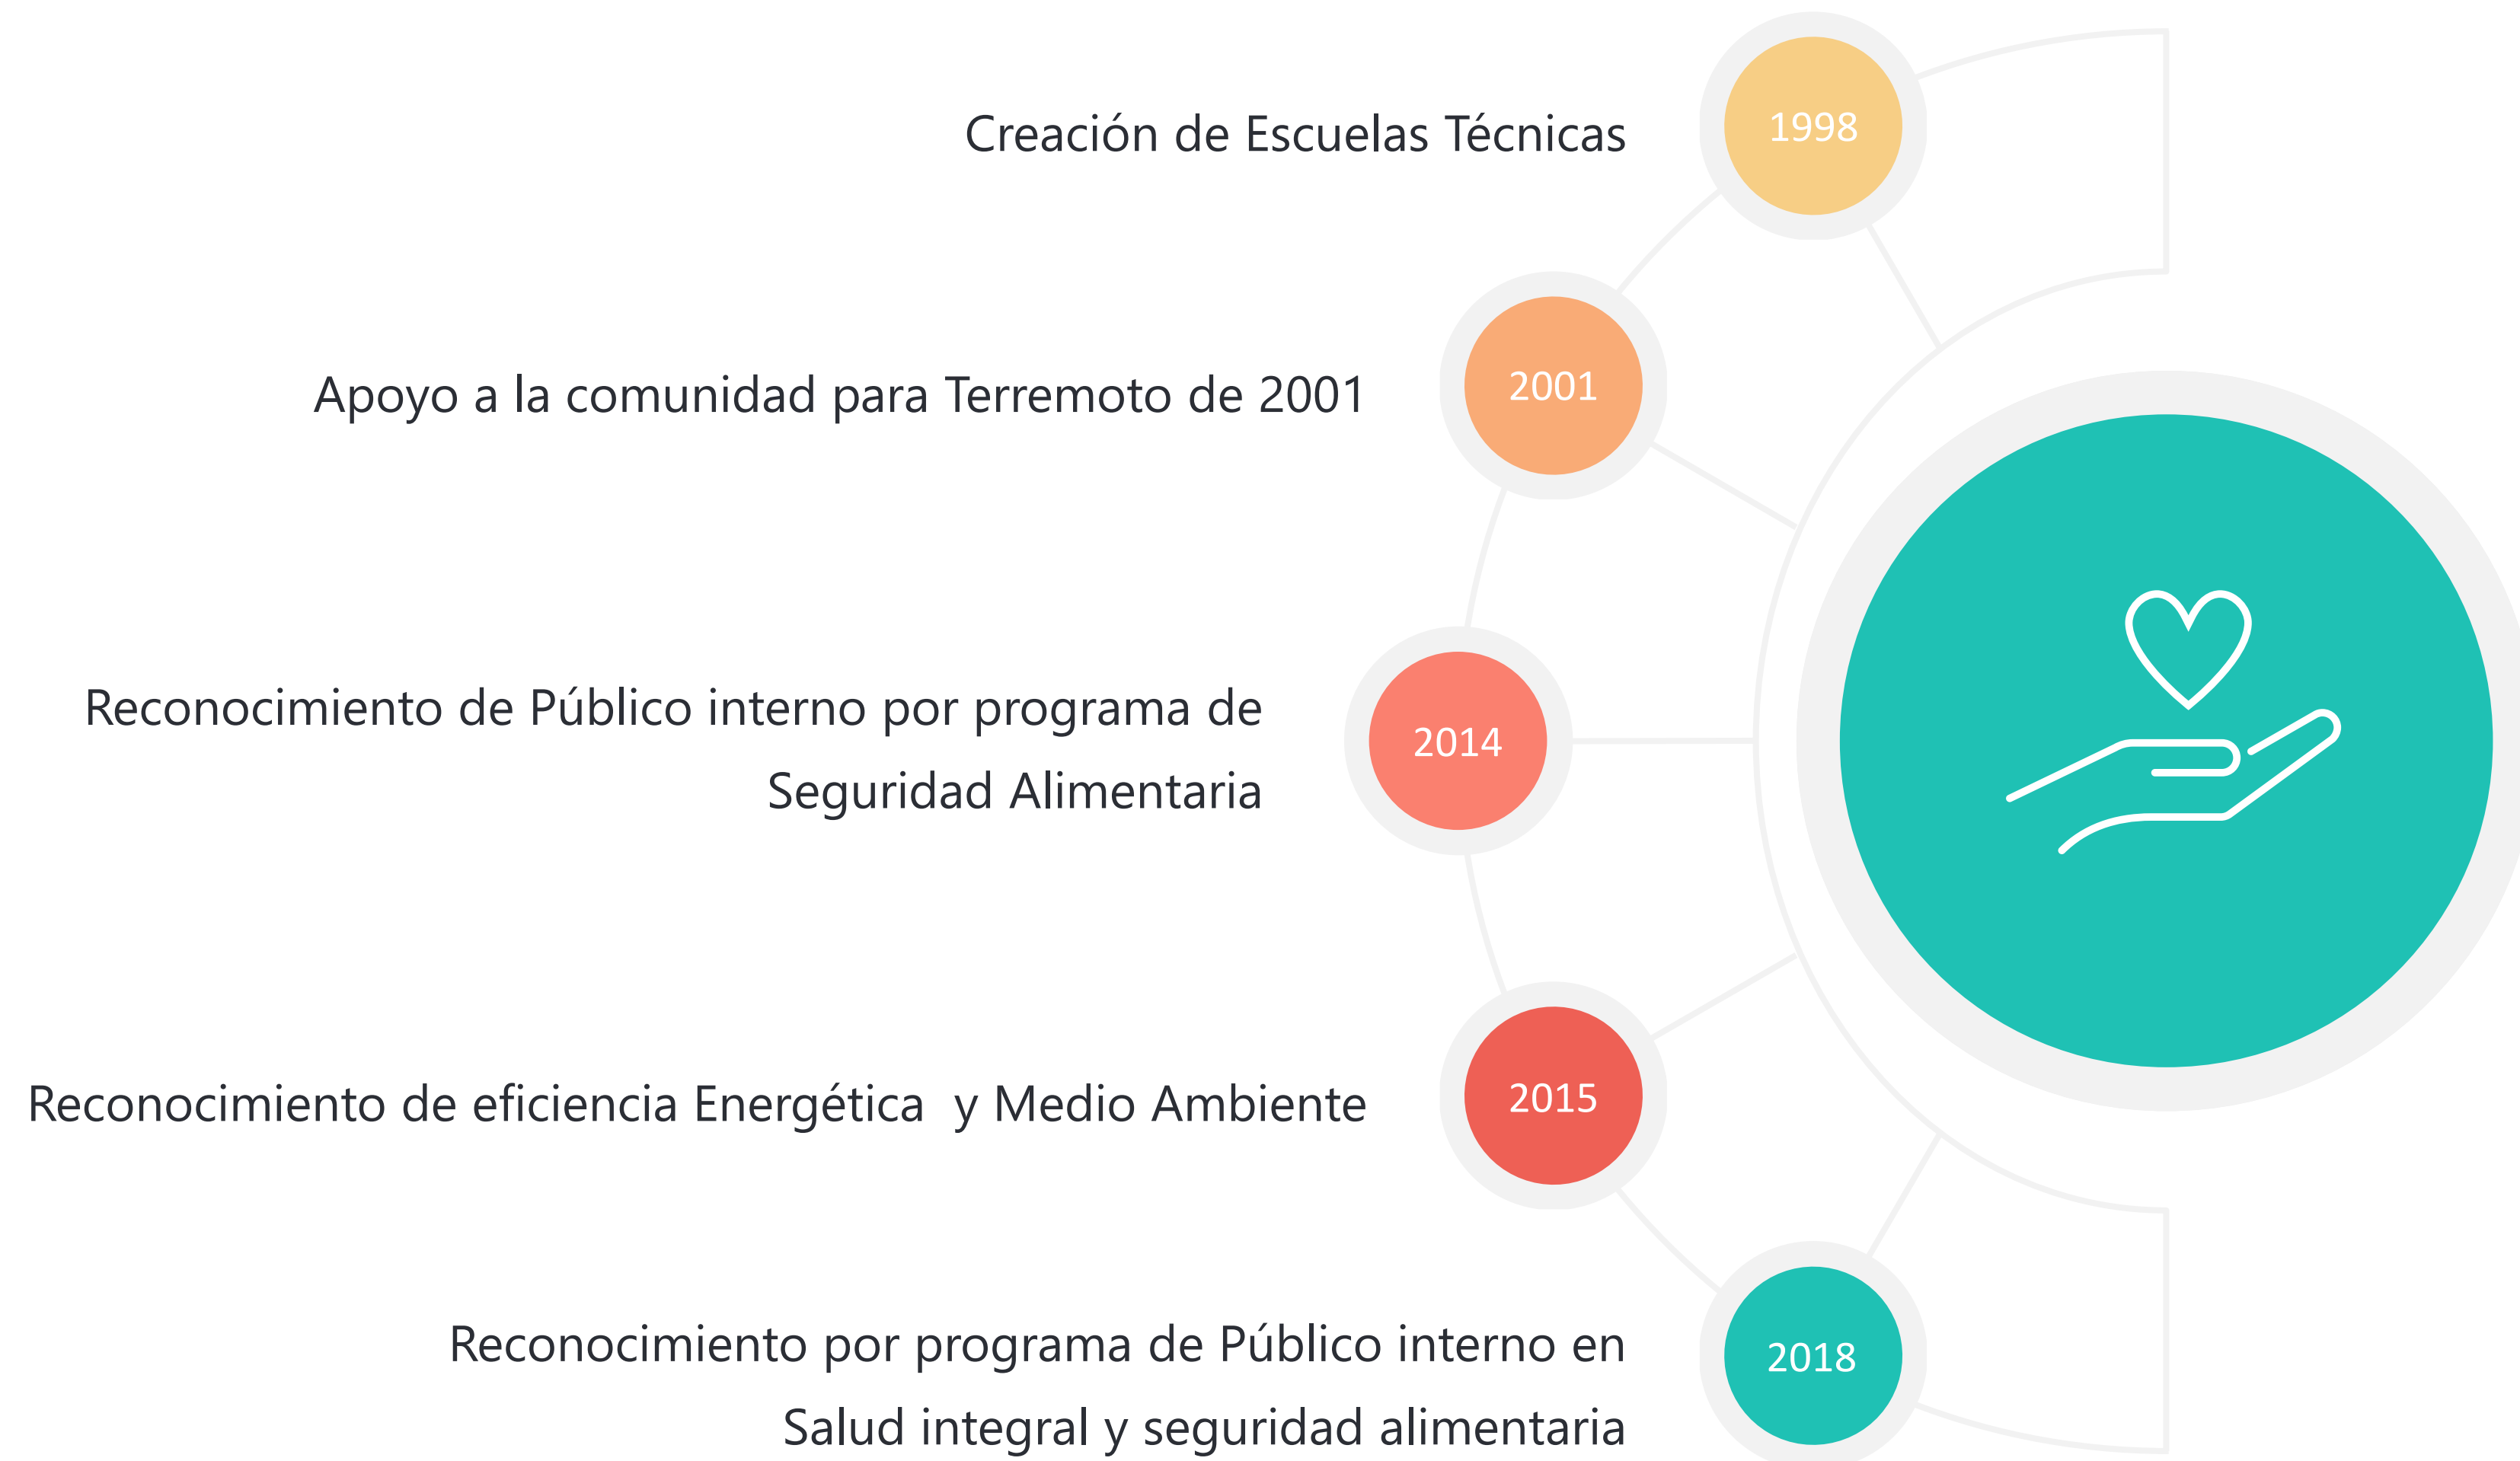 Creación de Escuelas Técnicas
1998
Apoyo a la comunidad para Terremoto de 2001
2001
Reconocimiento de Público interno por programa de
Seguridad Alimentaria
2014
Reconocimiento de eficiencia Energética  y Medio Ambiente
2015
Reconocimiento por programa de Público interno en
Salud integral y seguridad alimentaria
2018